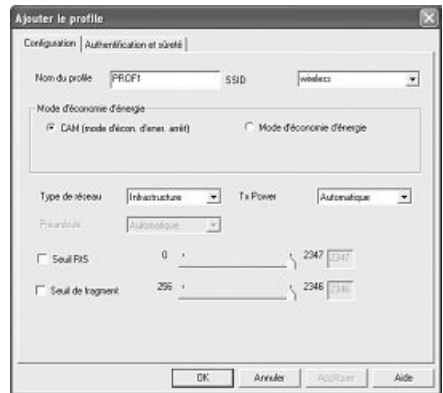 Ajouter le profile
Configuration Authentification et sûreté
Nom du profile PROF1 SSID wireless
Mode d'économie d'énergie
CAM (mode d'écon. d'ener. arrêt) Mode d'économie d'énergie
Type de réseau Infrastructure Tx Power Automatique
Préambule Automatique
Seuil RtS 0 2347 2347
Seuil de fragment 256 2346 2346
OK Annuler Appliquer Aide